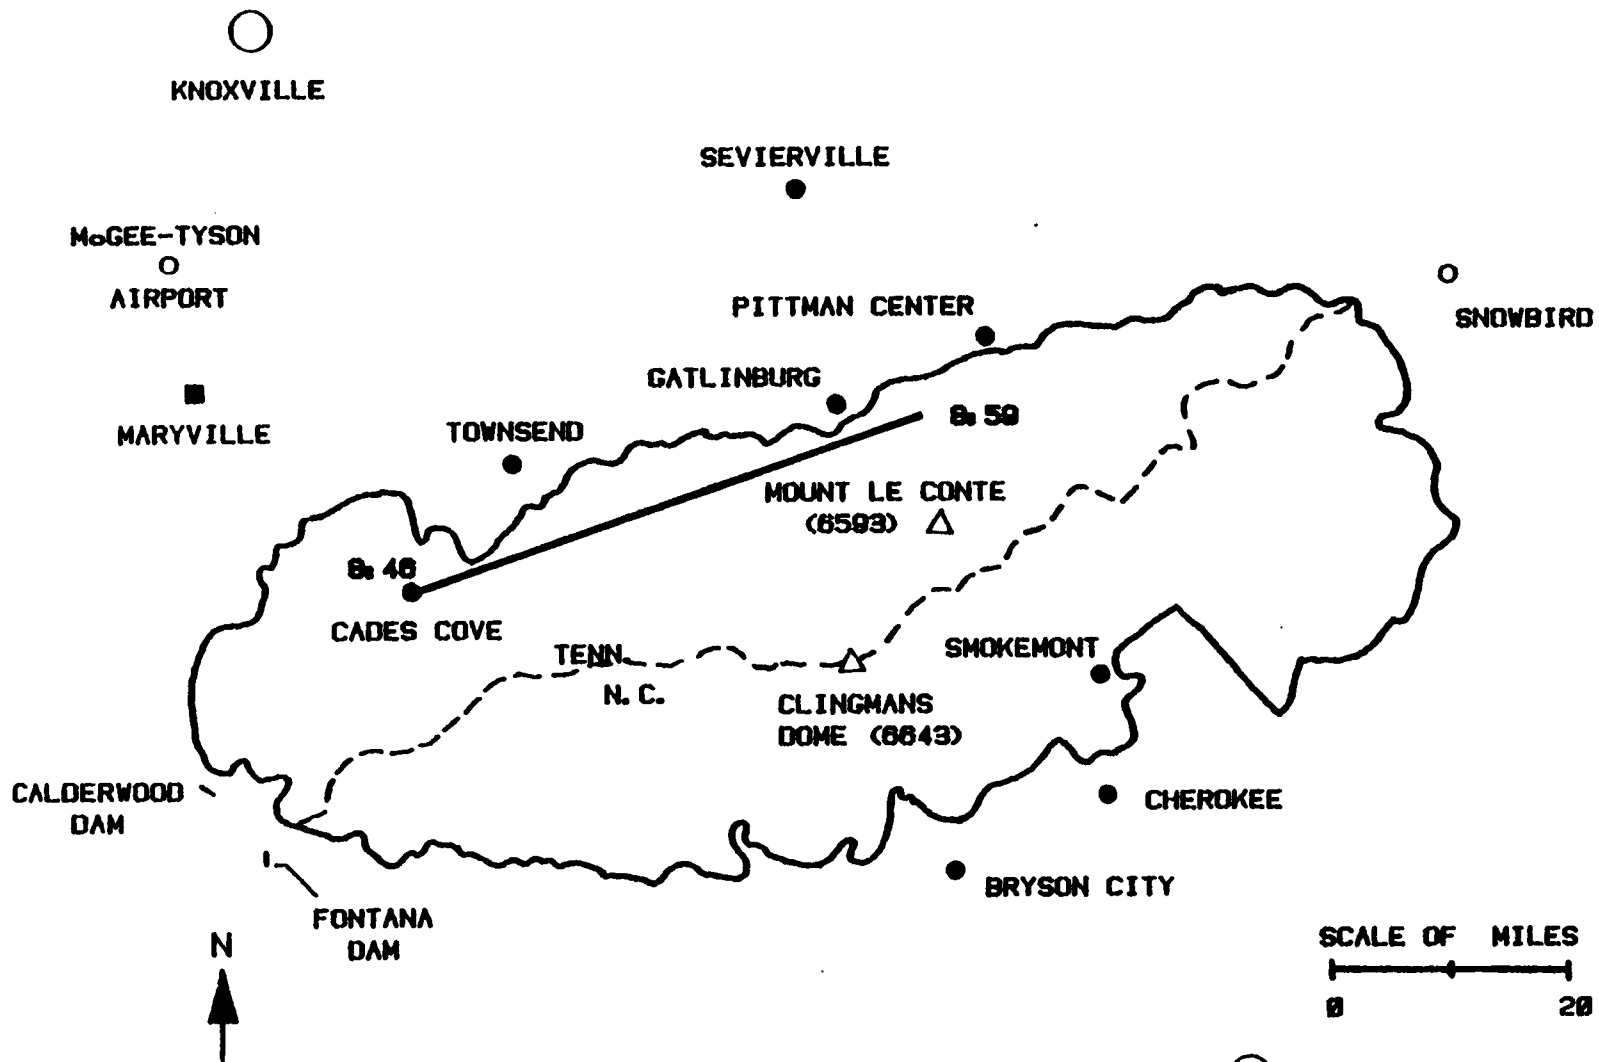 KNOXVILLE
SEVIERVILLE
McGEE-TYSON
AIRPORT
PITTMAN CENTER
SNOWBIRD
GATLINBURG
MARYVILLE
TOWNSEND
59
MOUNT LE CONTE
(6593)
46
CADES COVE
TENN.
N.C.
SMOKEMONT
CLINGMANS
DOME (6643)
CALDERWOOD
DAM
CHEROKEE
BRYSON CITY
FONTANA
DAM
N
SCALE OF MILES
0 20